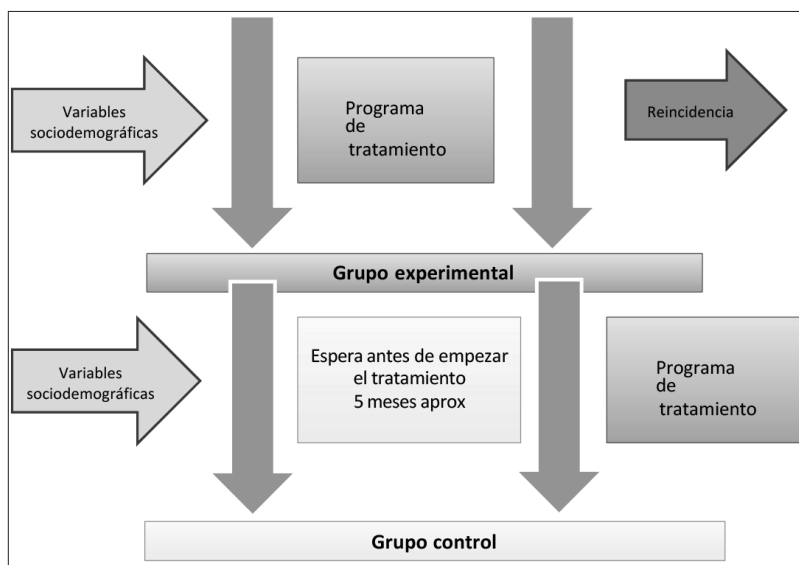 Variables
sociodemográficas
Programa
de
tratamiento
Reincidencia
Grupo experimental
Variables
sociodemográficas
Espera antes de empezar
el tratamiento
5 meses aprox
Programa
de
tratamiento
Grupo control